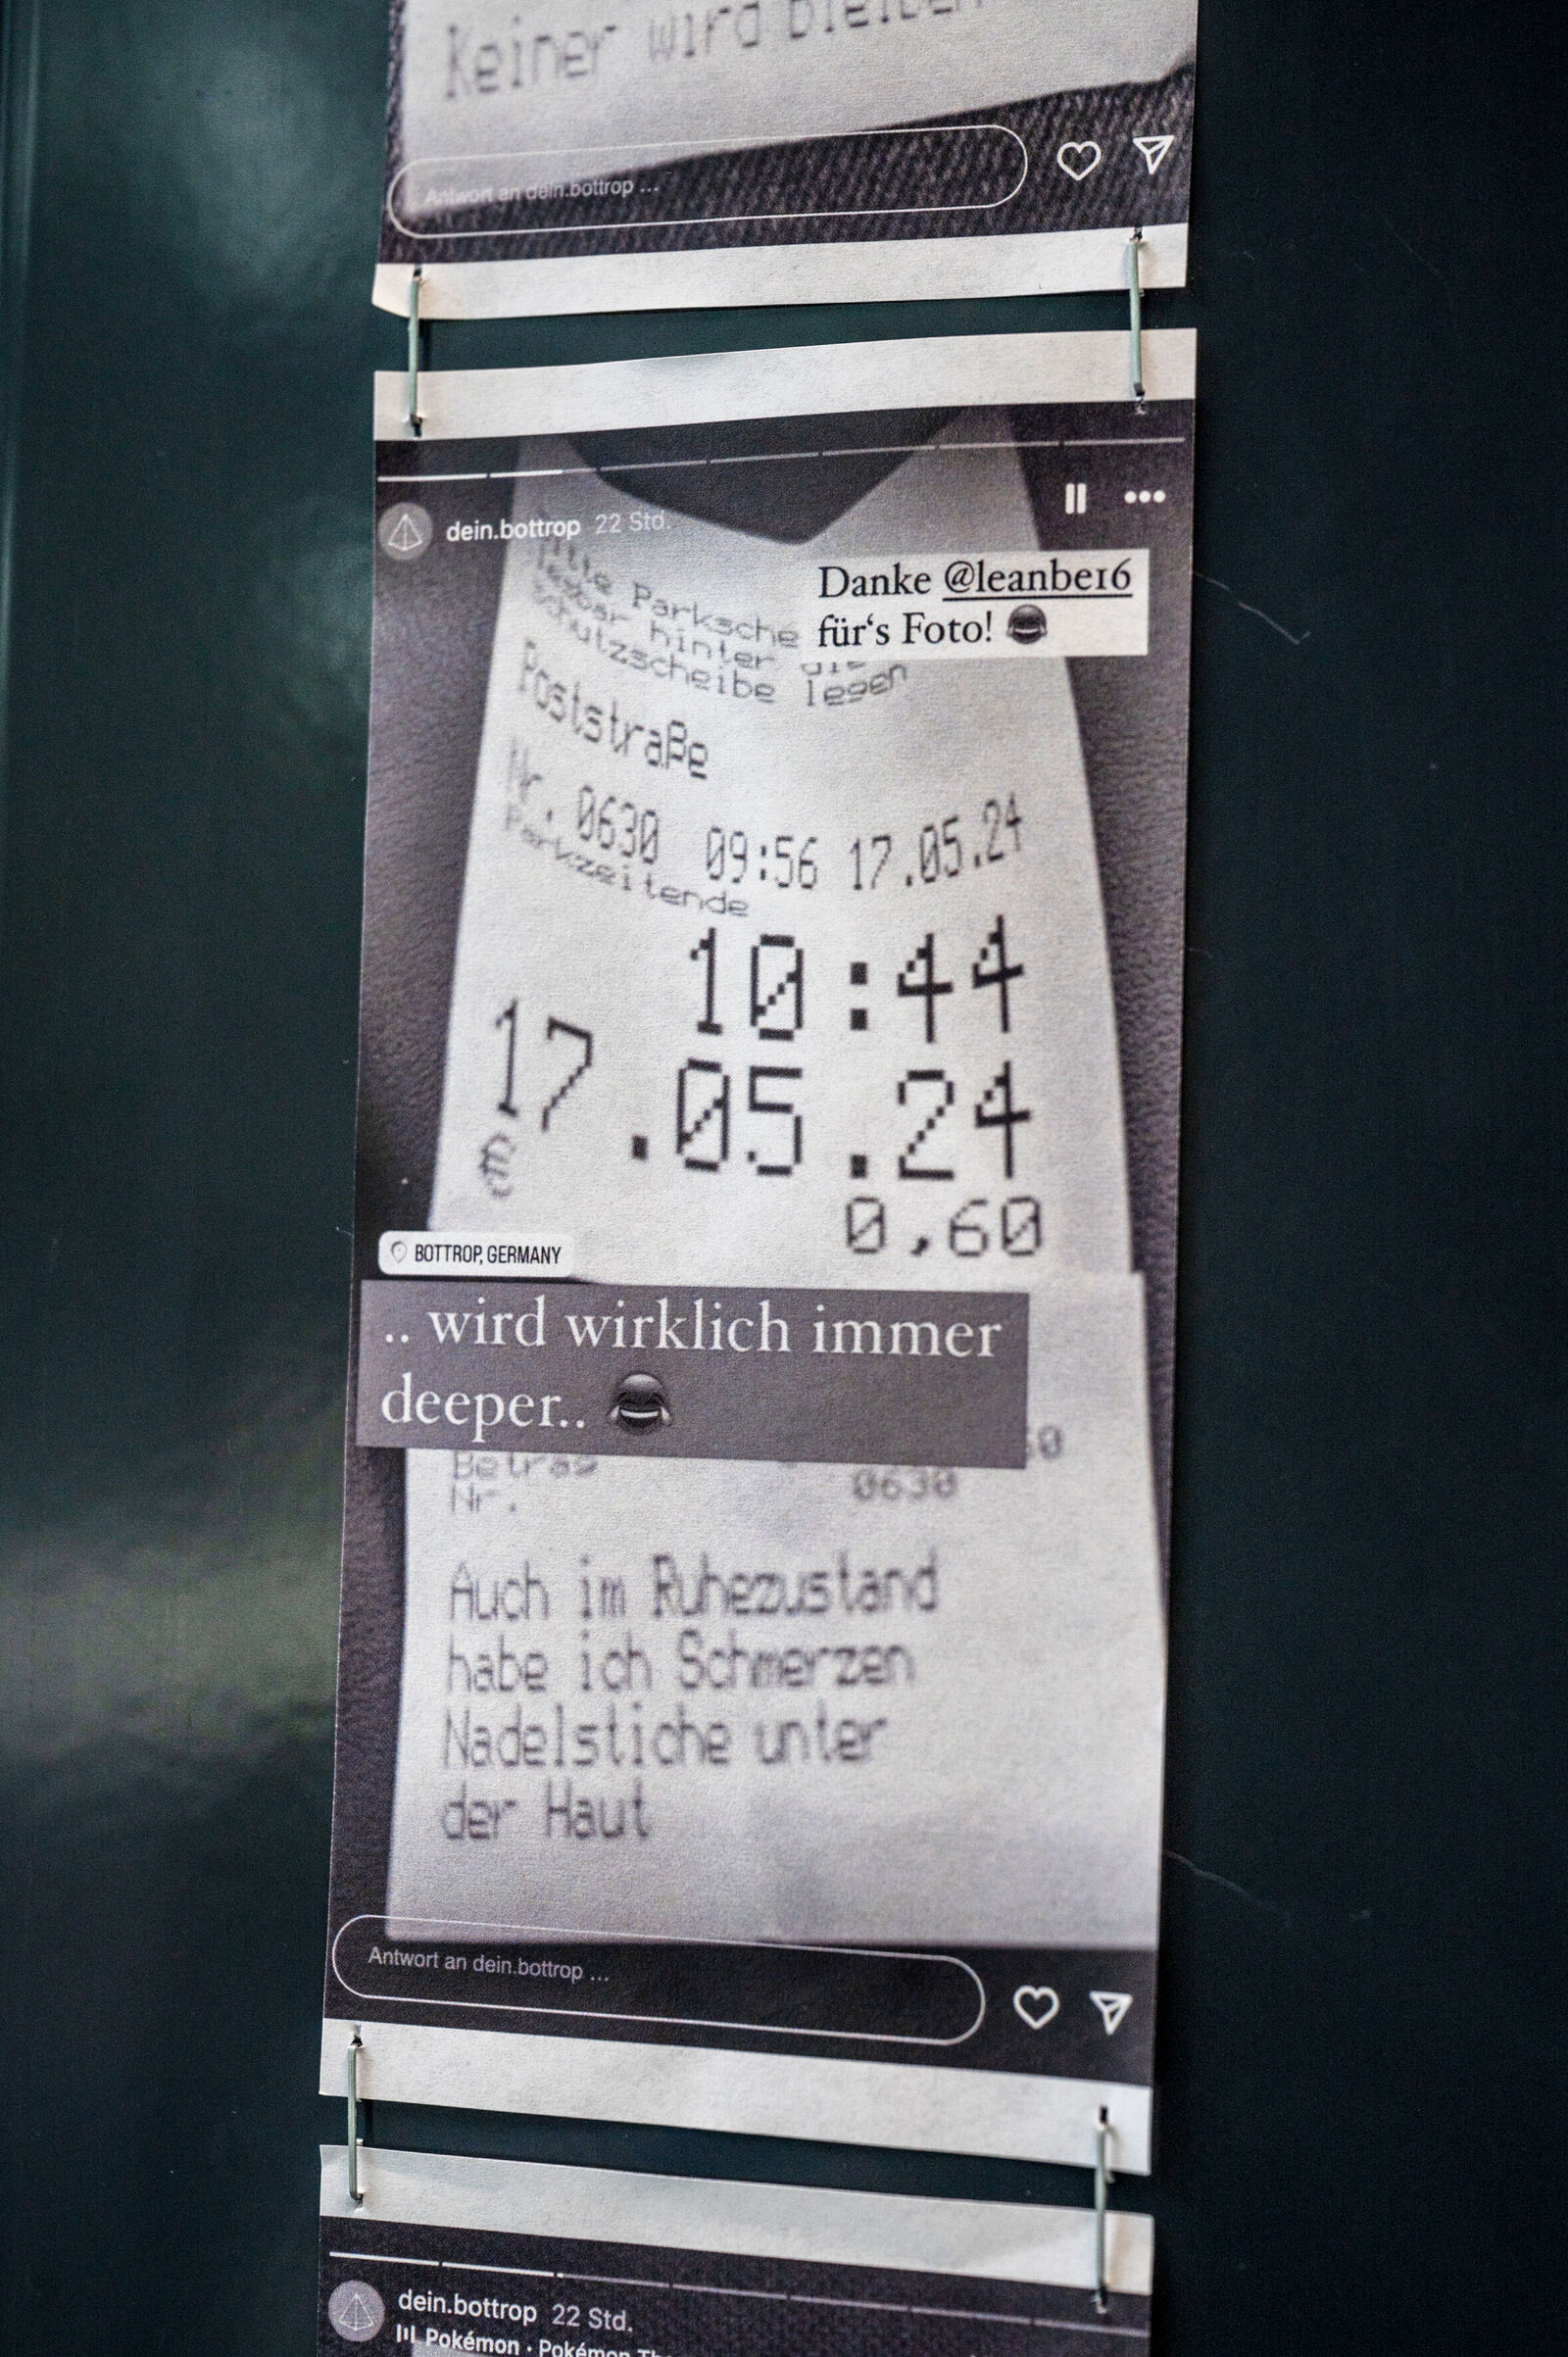 Keiner wird bleiben
Antwort an dein.bottrop ...
dein.bottrop 22 Std.
Danke @leanbe16
für‘s Foto! 😂
hinter
schutzscheibe legen
Poststraße
Nr. 0630 09:56 17.05.24
Parkzeitende
10:44
17.05.24
0,60
BOTTROP, GERMANY
.. wird wirklich immer
deeper.. 😂
Betrag
Nr. 0630
Auch im Ruhezustand
habe ich Schmerzen
Nadelstiche unter
der Haut
Antwort an dein.bottrop ...
dein.bottrop 22 Std.
Pokémon · Pokémon